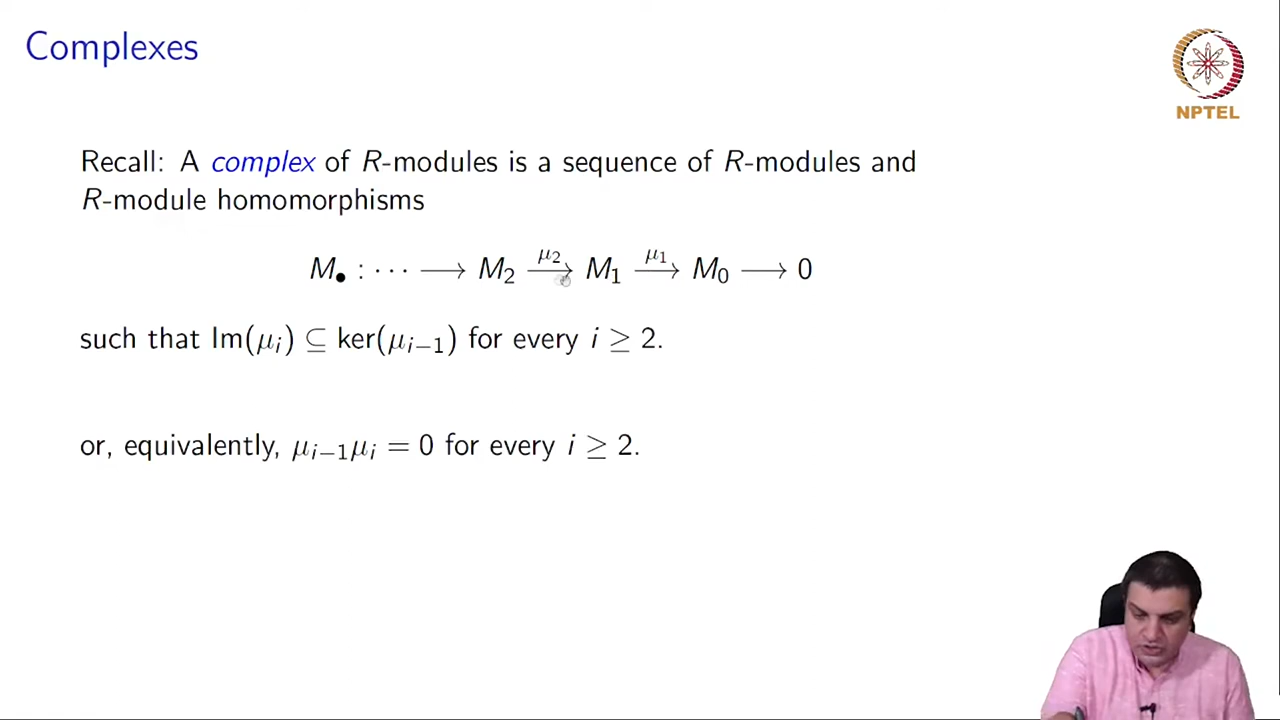 Complexes
NPTEL
Recall: A complex of R-modules is a sequence of R-modules and
R-module homomorphisms
M• : ⋯ ⟶ M₂ —μ₂→ M₁ —μ₁→ M₀ ⟶ 0
such that Im(μᵢ) ⊆ ker(μᵢ₋₁) for every i ≥ 2.
or, equivalently, μᵢ₋₁μᵢ = 0 for every i ≥ 2.